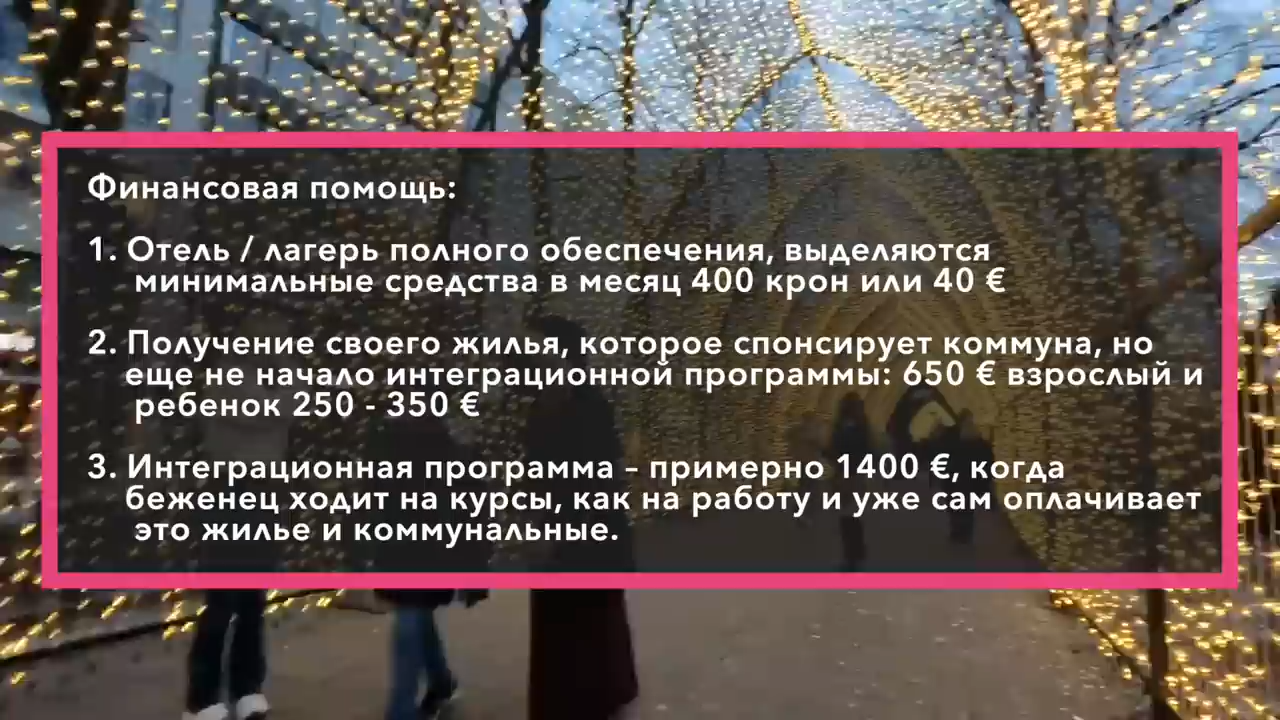 Финансовая помощь:
1. Отель / лагерь полного обеспечения, выделяются
минимальные средства в месяц 400 крон или 40 €
2. Получение своего жилья, которое спонсирует коммуна, но
еще не начало интеграционной программы: 650 € взрослый и
ребенок 250 - 350 €
3. Интеграционная программа – примерно 1400 €, когда
беженец ходит на курсы, как на работу и уже сам оплачивает
это жилье и коммунальные.